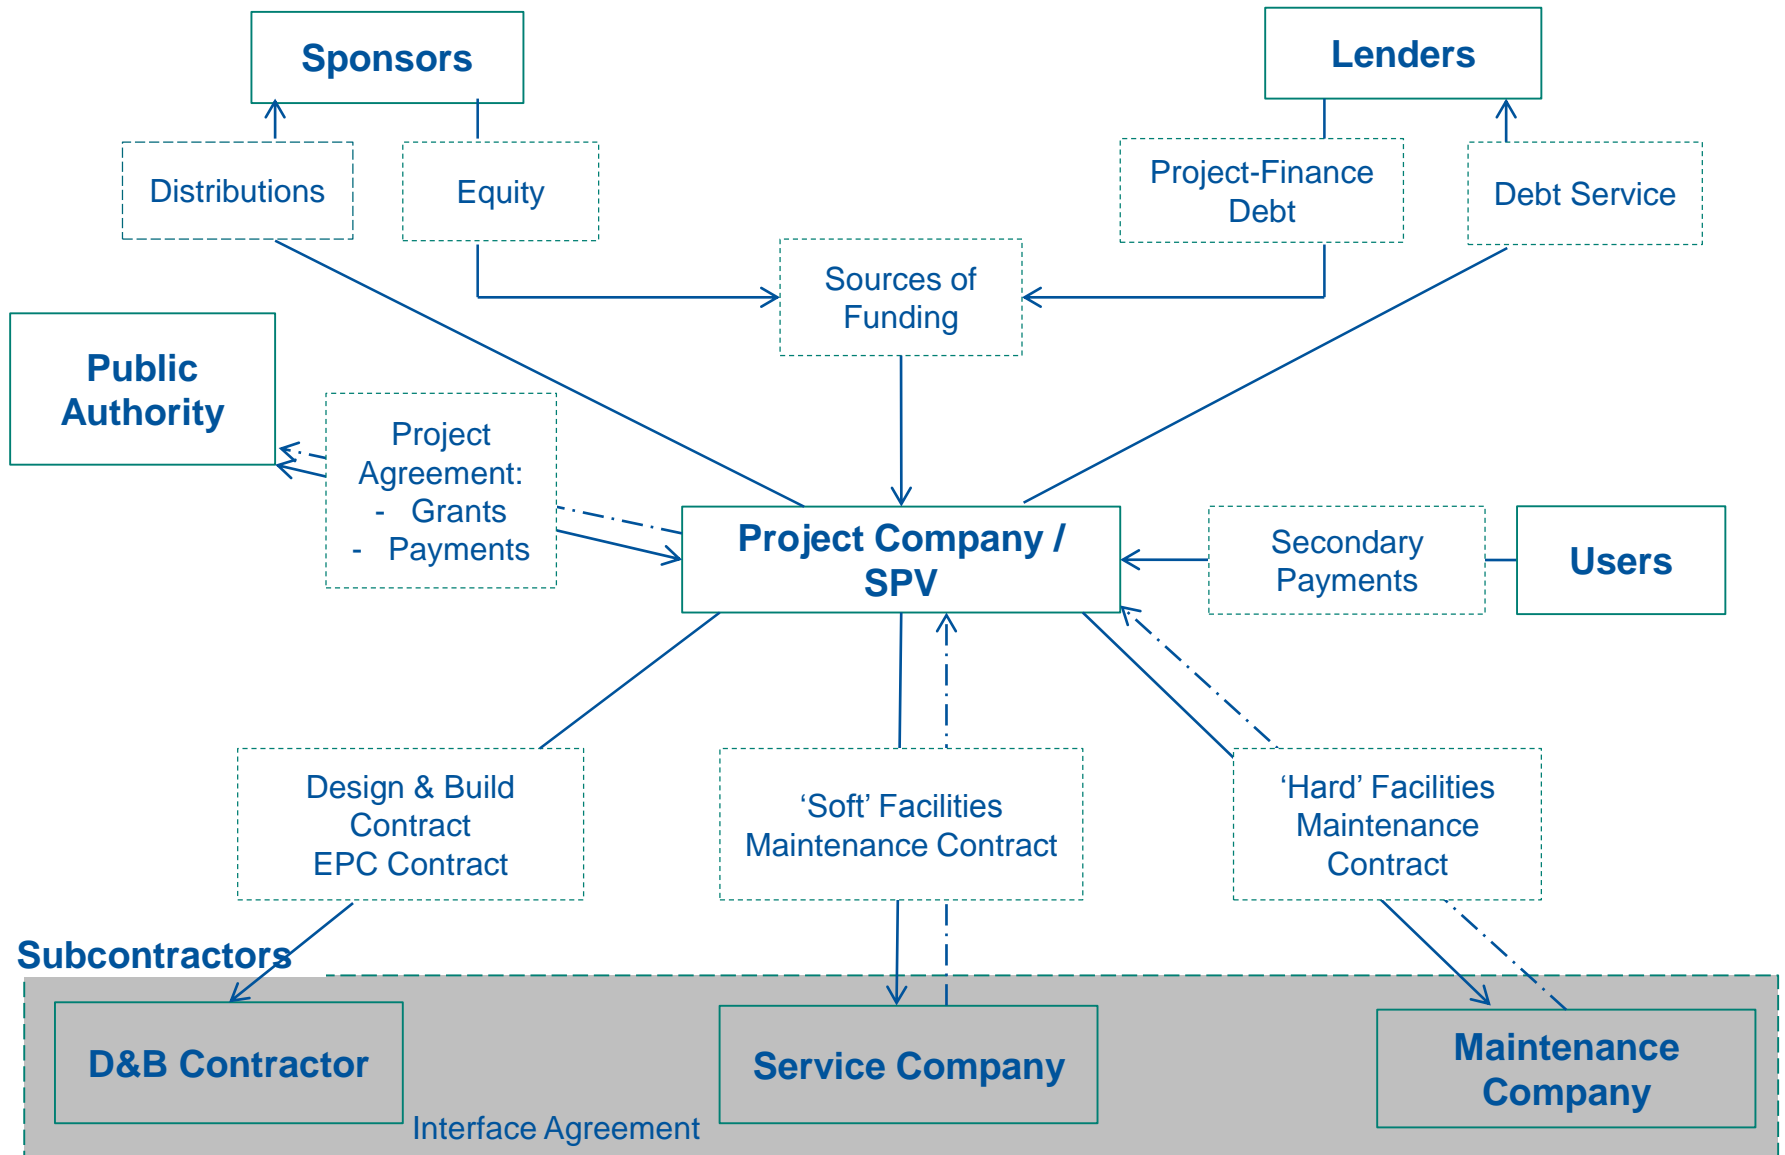 Sponsors
Lenders
Distributions
Equity
Project-Finance
Debt
Debt Service
Sources of
Funding
Public
Authority
Project
Agreement:
- Grants
- Payments
Project Company /
SPV
Secondary
Payments
Users
Design & Build
Contract
EPC Contract
‘Soft’ Facilities
Maintenance Contract
‘Hard’ Facilities
Maintenance
Contract
Subcontractors
D&B Contractor
Service Company
Maintenance
Company
Interface Agreement